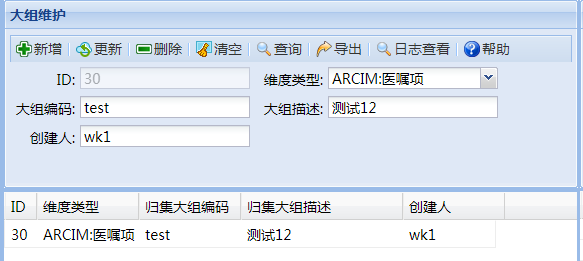 大组维护
新增 更新 删除 清空 查询 导出 日志查看 帮助
ID: 30 维度类型: ARCIM:医嘱项
大组编码: test 大组描述: 测试12
创建人: wk1
ID 维度类型 归集大组编码 归集大组描述 创建人
30 ARCIM:医嘱项 test 测试12 wk1